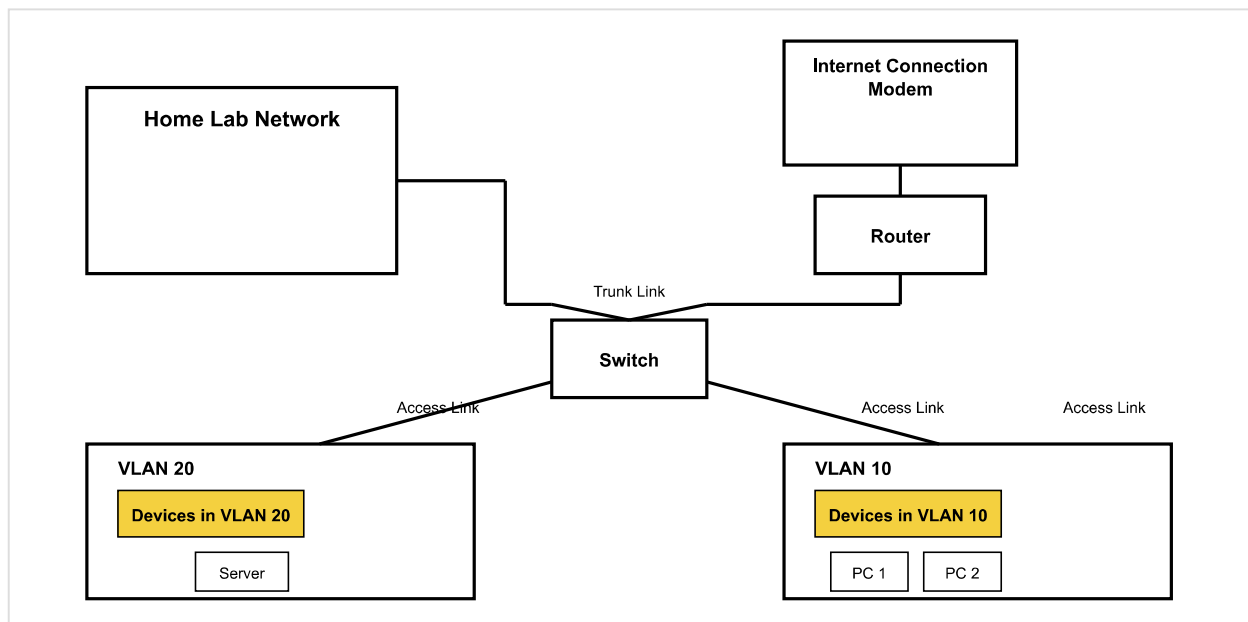 Internet Connection
Modem
Home Lab Network
Router
Trunk Link
Switch
Access Link
Access Link
Access Link
VLAN 20
VLAN 10
Devices in VLAN 20
Devices in VLAN 10
Server
PC 1
PC 2